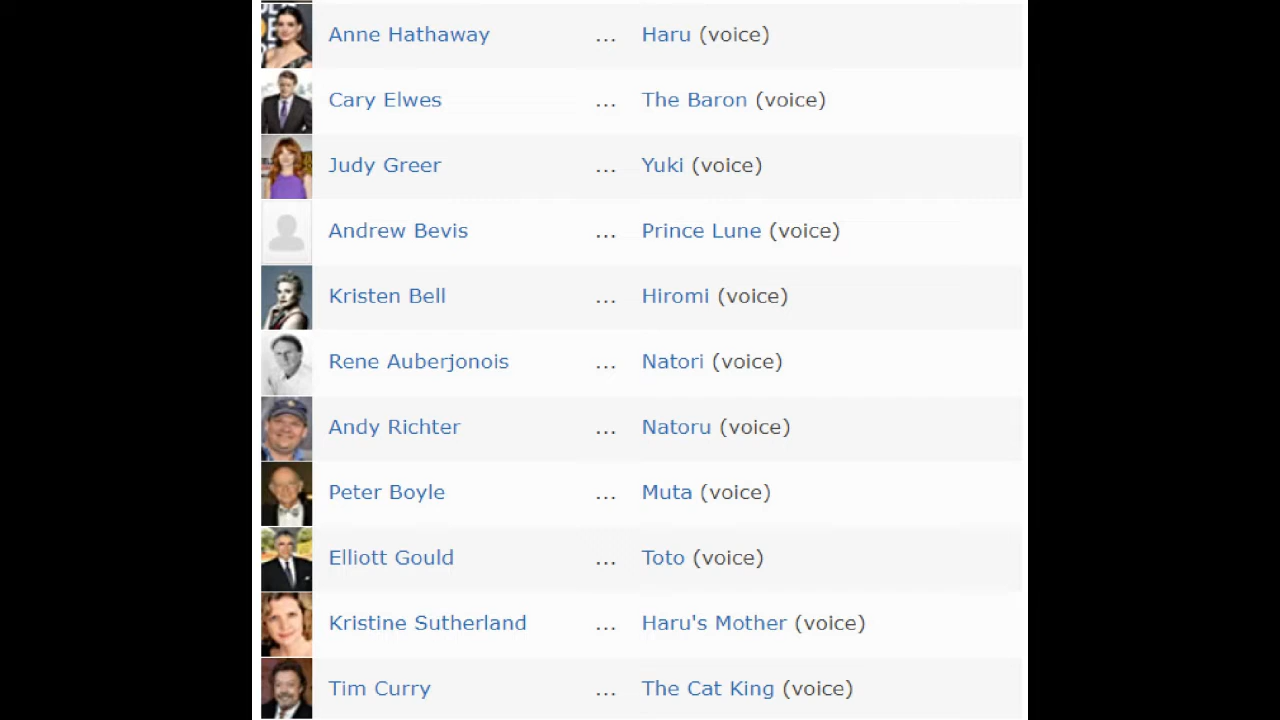 Anne Hathaway ... Haru (voice)
Cary Elwes ... The Baron (voice)
Judy Greer ... Yuki (voice)
Andrew Bevis ... Prince Lune (voice)
Kristen Bell ... Hiromi (voice)
Rene Auberjonois ... Natori (voice)
Andy Richter ... Natoru (voice)
Peter Boyle ... Muta (voice)
Elliott Gould ... Toto (voice)
Kristine Sutherland ... Haru's Mother (voice)
Tim Curry ... The Cat King (voice)